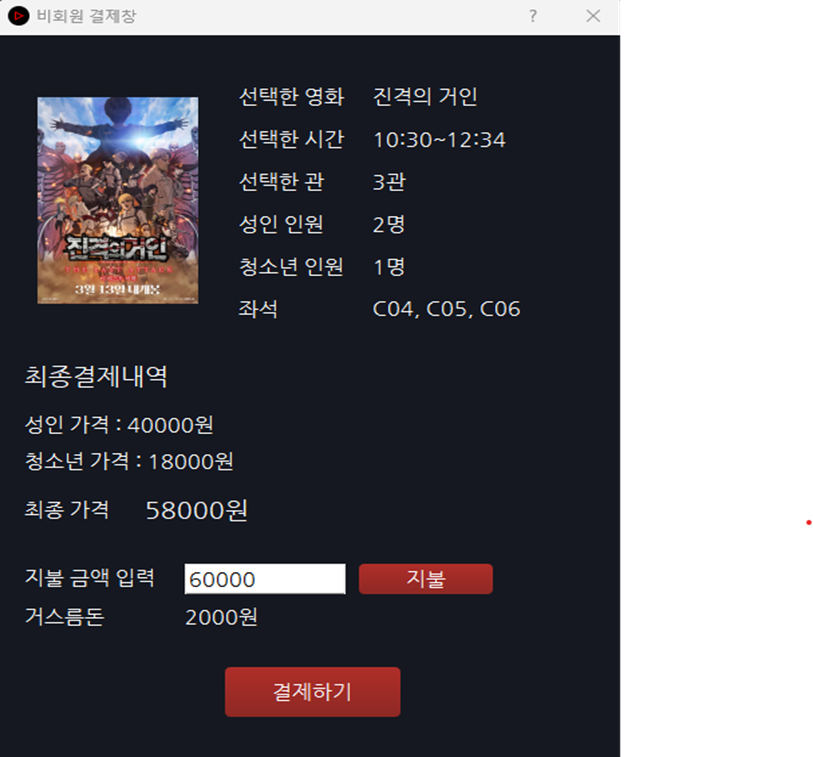 비회원 결제창
?
선택한 영화 진격의 거인
선택한 시간 10:30~12:34
선택한 관 3관
성인 인원 2명
청소년 인원 1명
좌석 C04, C05, C06
진격의거인
THE LAST ATTACK
3월 13일 대개봉
최종결제내역
성인 가격 : 40000원
청소년 가격 : 18000원
최종 가격 58000원
지불 금액 입력 60000 지불
거스름돈 2000원
결제하기